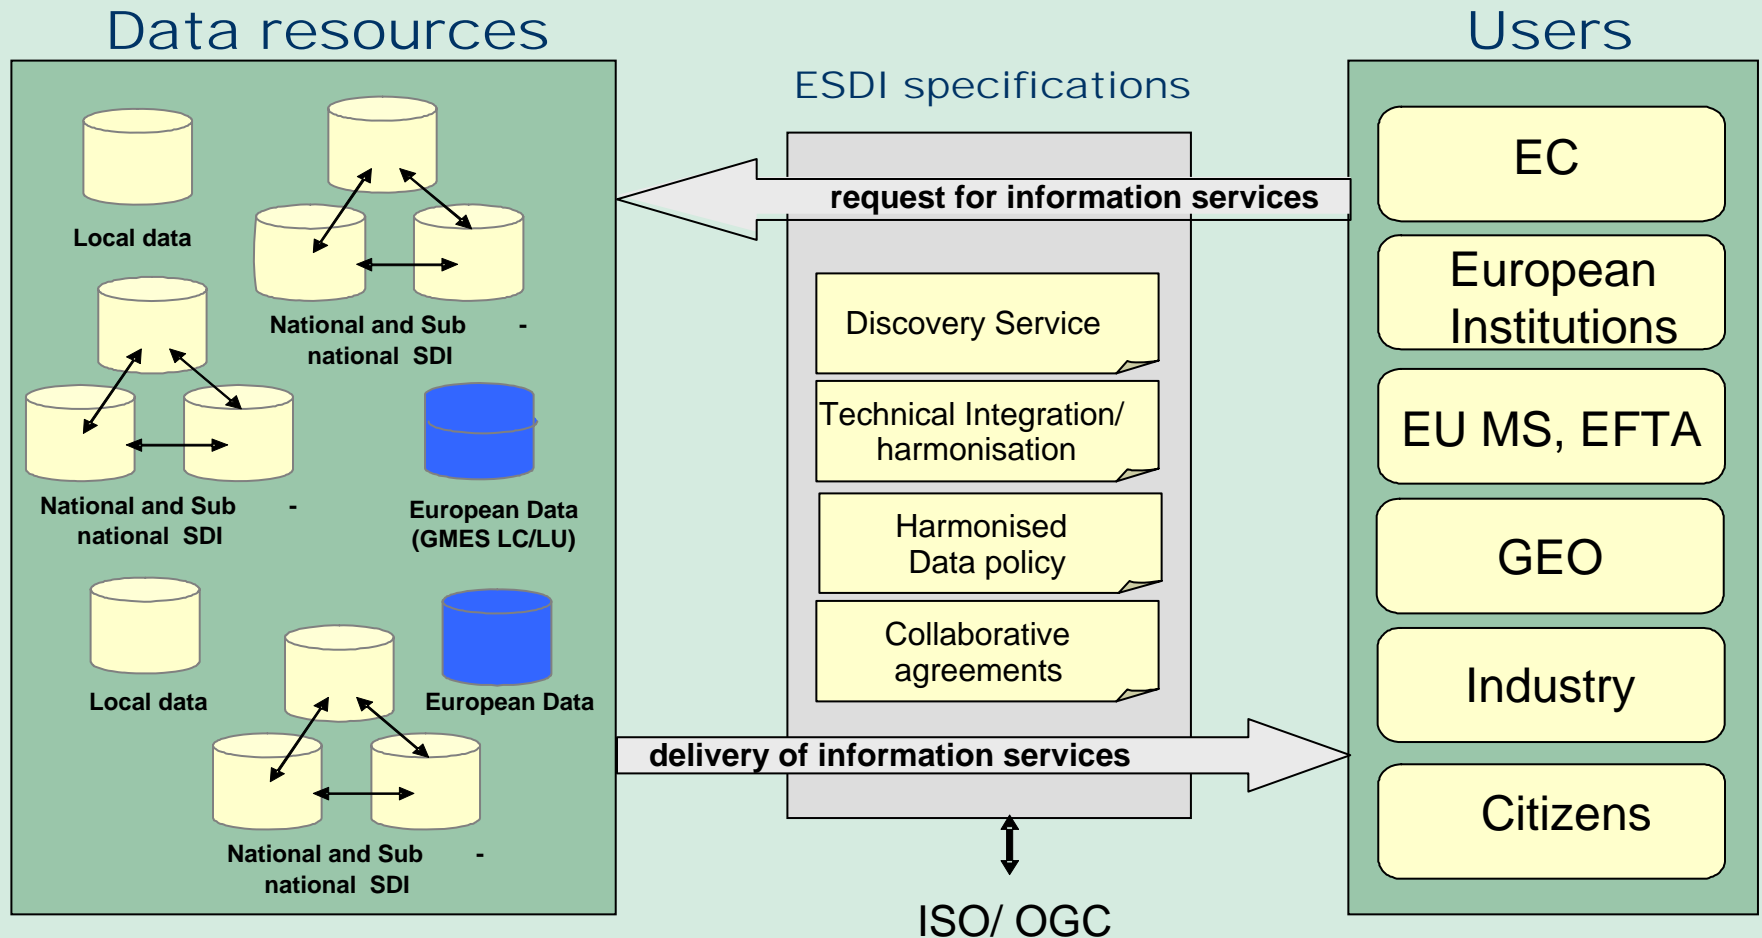 Data resources
Users
ESDI specifications
Local data
National and Sub -
national SDI
National and Sub -
national SDI
European Data
(GMES LC/LU)
Local data
European Data
National and Sub -
national SDI
request for information services
Discovery Service
Technical Integration/
harmonisation
Harmonised
Data policy
Collaborative
agreements
delivery of information services
ISO/ OGC
EC
European
Institutions
EU MS, EFTA
GEO
Industry
Citizens